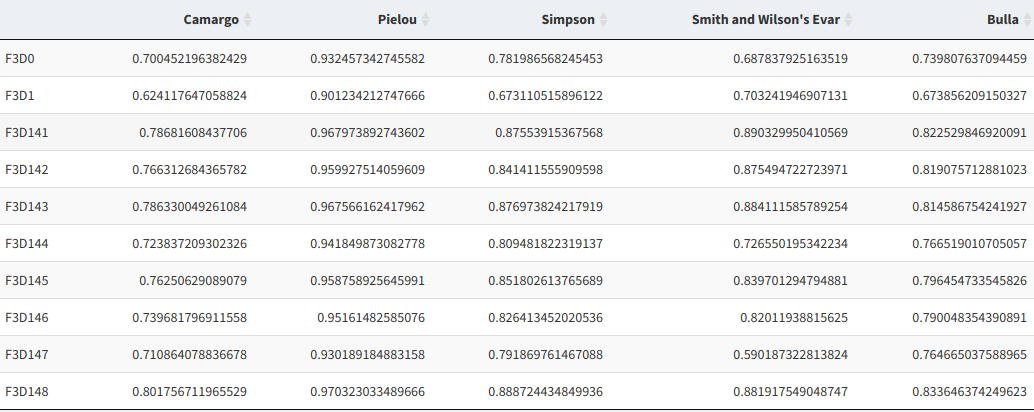 Camargo Pielou Simpson Smith and Wilson's Evar Bulla
F3D0 0.700452196382429 0.932457342745582 0.781986568245453 0.687837925163519 0.739807637094459
F3D1 0.624117647058824 0.901234212747666 0.673110515896122 0.703241946907131 0.673856209150327
F3D141 0.78681608437706 0.967973892743602 0.87553915367568 0.890329950410569 0.822529846920091
F3D142 0.766312684365782 0.959927514059609 0.841411555909598 0.875494722723971 0.819075712881023
F3D143 0.786330049261084 0.967566162417962 0.876973824217919 0.884111585789254 0.814586754241927
F3D144 0.723837209302326 0.941849873082778 0.809481822319137 0.726550195342234 0.766519010705057
F3D145 0.76250629089079 0.958758925645991 0.851802613765689 0.839701294794881 0.796454733545826
F3D146 0.739681796911558 0.95161482585076 0.826413452020536 0.82011938815625 0.790048354390891
F3D147 0.710864078836678 0.930189184883158 0.791869761467088 0.590187322813824 0.764665037588965
F3D148 0.801756711965529 0.970323033489666 0.888724434849936 0.881917549048747 0.833646374249623